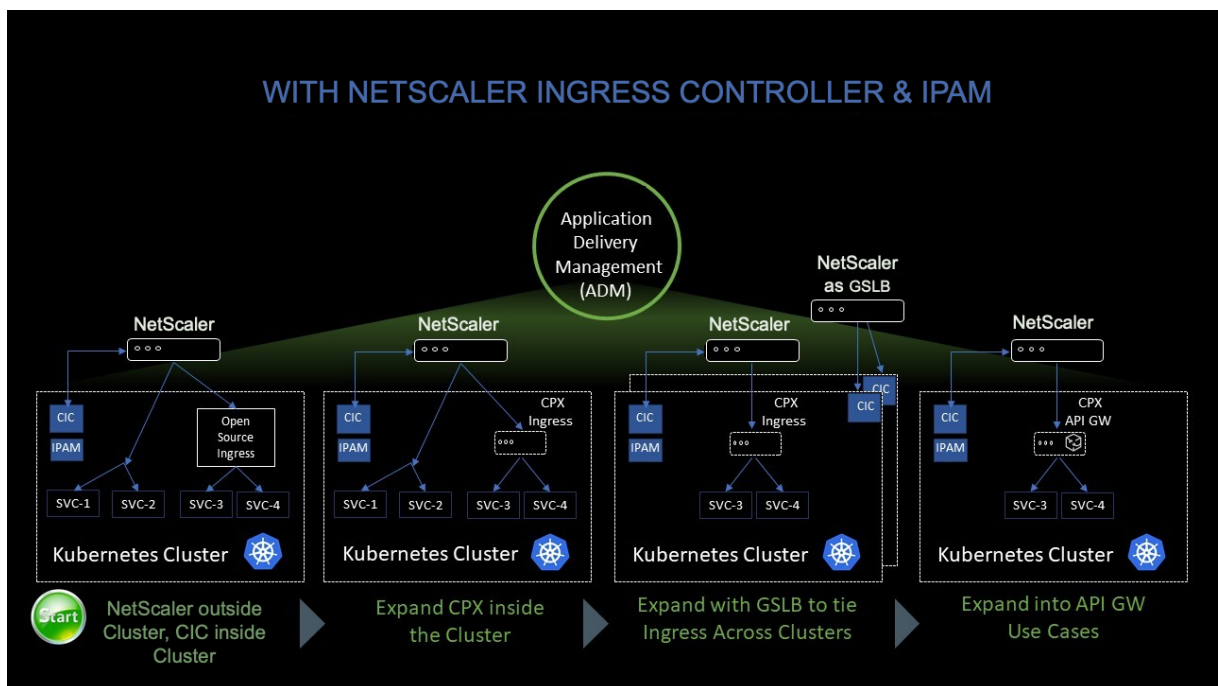 WITH NETSCALER INGRESS CONTROLLER & IPAM
Application
Delivery
Management
(ADM)
NetScaler
CIC
IPAM
Open
Source
Ingress
SVC-1
SVC-2
SVC-3
SVC-4
Kubernetes Cluster
Start
NetScaler outside
Cluster, CIC inside
Cluster
NetScaler
CIC
IPAM
CPX
Ingress
SVC-1
SVC-2
SVC-3
SVC-4
Kubernetes Cluster
Expand CPX inside
the Cluster
NetScaler
NetScaler
as GSLB
CIC
IPAM
CPX
Ingress
CIC
CIC
SVC-3
SVC-4
Kubernetes Cluster
Expand with GSLB to tie
Ingress Across Clusters
NetScaler
CIC
IPAM
CPX
API GW
SVC-3
SVC-4
Kubernetes Cluster
Expand into API GW
Use Cases